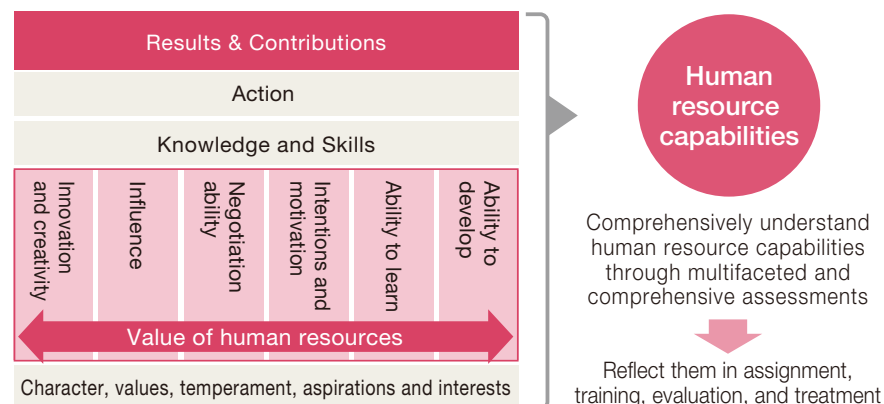 Results & Contributions
Action
Knowledge and Skills
Innovation
and creativity
Influence
Negotiation
ability
Intentions and
motivation
Ability to learn
Ability to
develop
Value of human resources
Character, values, temperament, aspirations and interests
Human
resource
capabilities
Comprehensively understand
human resource capabilities
through multifaceted and
comprehensive assessments
Reflect them in assignment,
training, evaluation, and treatment